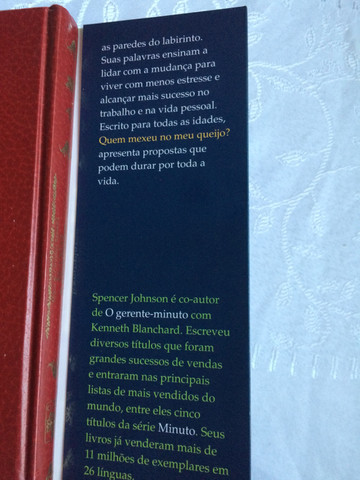 as paredes do labirinto.
Suas palavras ensinam a
lidar com a mudança para
viver com menos estresse e
alcançar mais sucesso no
trabalho e na vida pessoal.
Escrito para todas as idades,
Quem mexeu no meu queijo?
apresenta propostas que
podem durar por toda a
vida.
Spencer Johnson é co-autor
de O gerente-minuto com
Kenneth Blanchard. Escreveu
diversos títulos que foram
grandes sucessos de vendas
e entraram nas principais
listas de mais vendidos do
mundo, entre eles cinco
títulos da série Minuto. Seus
livros já venderam mais de
11 milhões de exemplares em
26 línguas.